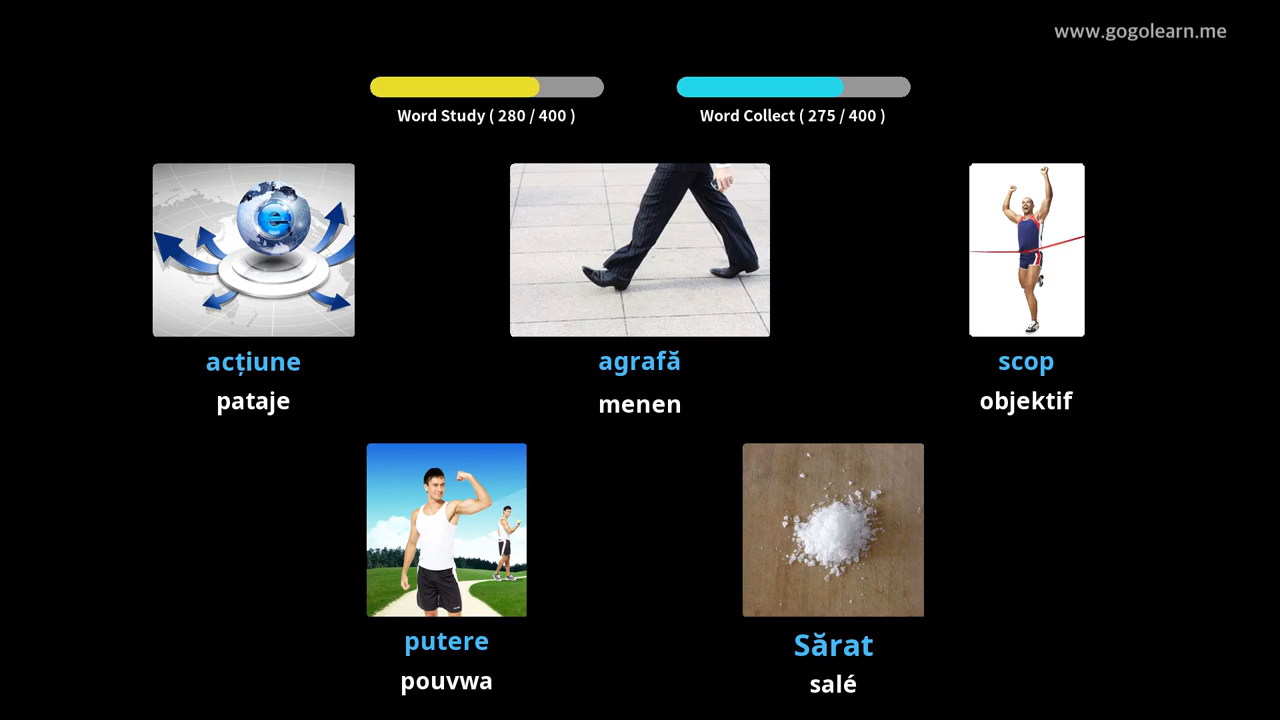 www.gogolearn.me
Word Study ( 280 / 400 )
Word Collect ( 275 / 400 )
e
acțiune
pataje
agrafă
menen
scop
objektif
putere
pouvwa
Sărat
salé